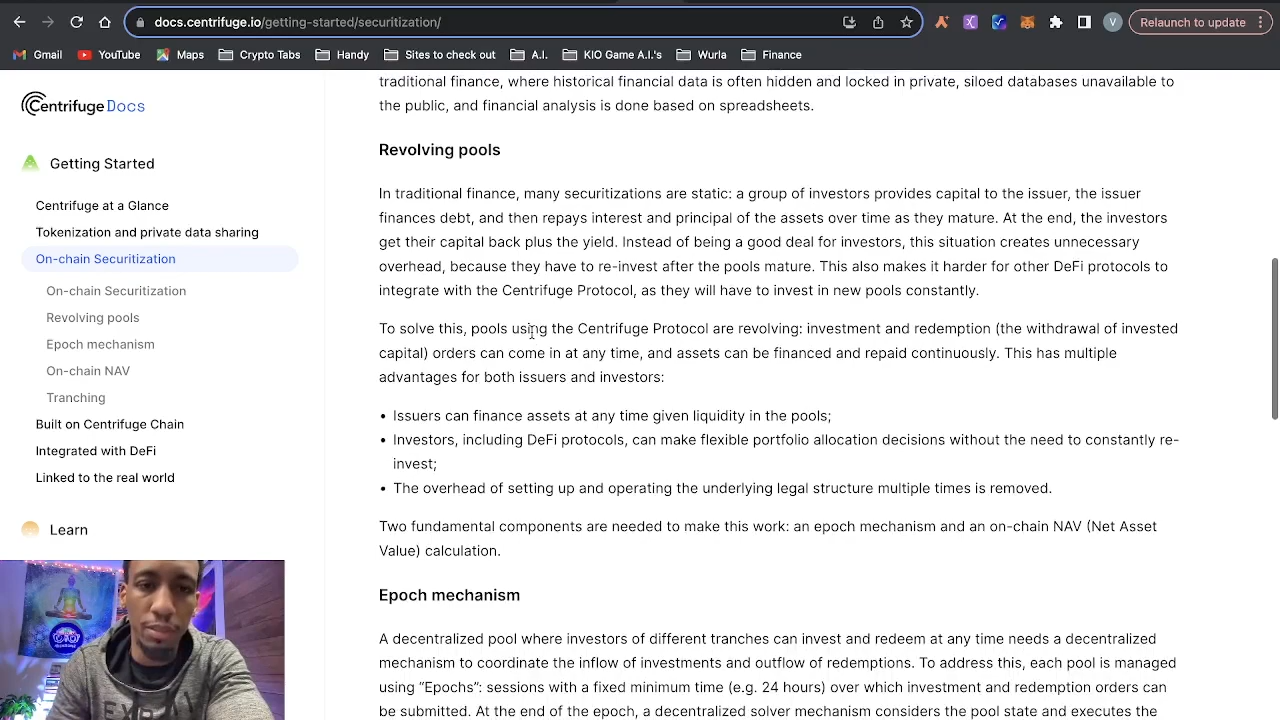 docs.centrifuge.io/getting-started/securitization/
V
Relaunch to update
Gmail YouTube Maps Crypto Tabs Handy Sites to check out A.I. KIO Game A.I.'s Wurla Finance
Centrifuge Docs
Getting Started
Centrifuge at a Glance
Tokenization and private data sharing
On-chain Securitization
On-chain Securitization
Revolving pools
Epoch mechanism
On-chain NAV
Tranching
Built on Centrifuge Chain
Integrated with DeFi
Linked to the real world
Learn
traditional finance, where historical financial data is often hidden and locked in private, siloed databases unavailable to
the public, and financial analysis is done based on spreadsheets.
Revolving pools
In traditional finance, many securitizations are static: a group of investors provides capital to the issuer, the issuer
finances debt, and then repays interest and principal of the assets over time as they mature. At the end, the investors
get their capital back plus the yield. Instead of being a good deal for investors, this situation creates unnecessary
overhead, because they have to re-invest after the pools mature. This also makes it harder for other DeFi protocols to
integrate with the Centrifuge Protocol, as they will have to invest in new pools constantly.
To solve this, pools using the Centrifuge Protocol are revolving: investment and redemption (the withdrawal of invested
capital) orders can come in at any time, and assets can be financed and repaid continuously. This has multiple
advantages for both issuers and investors:
• Issuers can finance assets at any time given liquidity in the pools;
• Investors, including DeFi protocols, can make flexible portfolio allocation decisions without the need to constantly re-
invest;
• The overhead of setting up and operating the underlying legal structure multiple times is removed.
Two fundamental components are needed to make this work: an epoch mechanism and an on-chain NAV (Net Asset
Value) calculation.
Epoch mechanism
A decentralized pool where investors of different tranches can invest and redeem at any time needs a decentralized
mechanism to coordinate the inflow of investments and outflow of redemptions. To address this, each pool is managed
using “Epochs”: sessions with a fixed minimum time (e.g. 24 hours) over which investment and redemption orders can
be submitted. At the end of the epoch, a decentralized solver mechanism considers the pool state and executes the